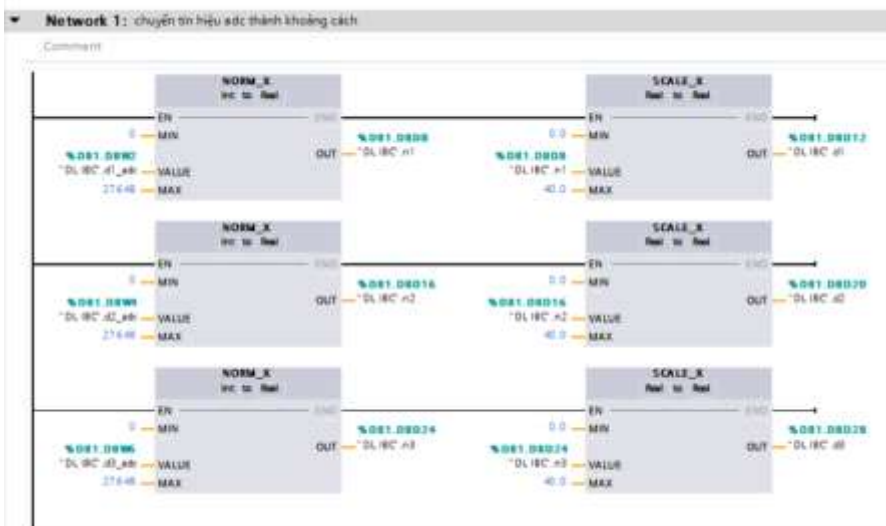 Network 1: chuyển tín hiệu adc thành khoảng cách
Comment
NORM_X
Int to Real
SCALE_X
Real to Real
EN
ENO
EN
ENO
0
MIN
%DB1.DBD8
0.0
MIN
%DB1.DBD12
%DB1.DBW2
OUT
"DL IBC".n1
%DB1.DBD8
OUT
"DL IBC".d1
"DL IBC".d1_adc
VALUE
"DL IBC".n1
VALUE
27648
MAX
40.0
MAX
NORM_X
Int to Real
SCALE_X
Real to Real
EN
ENO
EN
ENO
0
MIN
%DB1.DBD16
0.0
MIN
%DB1.DBD20
%DB1.DBW4
OUT
"DL IBC".n2
%DB1.DBD16
OUT
"DL IBC".d2
"DL IBC".d2_adc
VALUE
"DL IBC".n2
VALUE
27648
MAX
40.0
MAX
NORM_X
Int to Real
SCALE_X
Real to Real
EN
ENO
EN
ENO
0
MIN
%DB1.DBD24
0.0
MIN
%DB1.DBD28
%DB1.DBW6
OUT
"DL IBC".n3
%DB1.DBD24
OUT
"DL IBC".d3
"DL IBC".d3_adc
VALUE
"DL IBC".n3
VALUE
27648
MAX
40.0
MAX